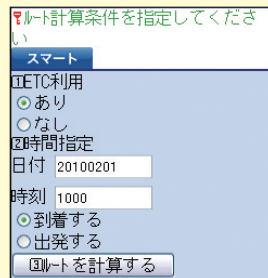 ルート計算条件を指定してくださ
い
スマート
1ETC利用
あり
なし
2時間指定
日付 20100201
時刻 1000
到着する
出発する
3ルートを計算する